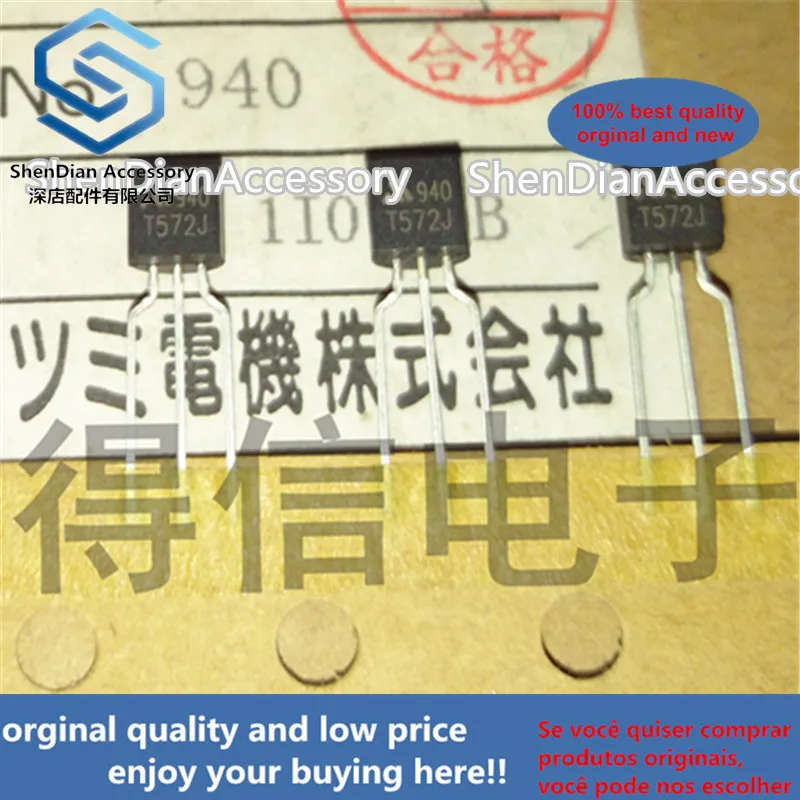 合格
No. 940
100% best quality
orginal and new
ShenDian Accessory
深店配件有限公司
ShenDianAccessory
ShenDianAccesso
940
T572J
940
T572J
T572J
1I0
B
ツミ電機株式会社
得信电子
orginal quality and low price
enjoy your buying here!!
Se você quiser comprar
produtos originais,
você pode nos escolher